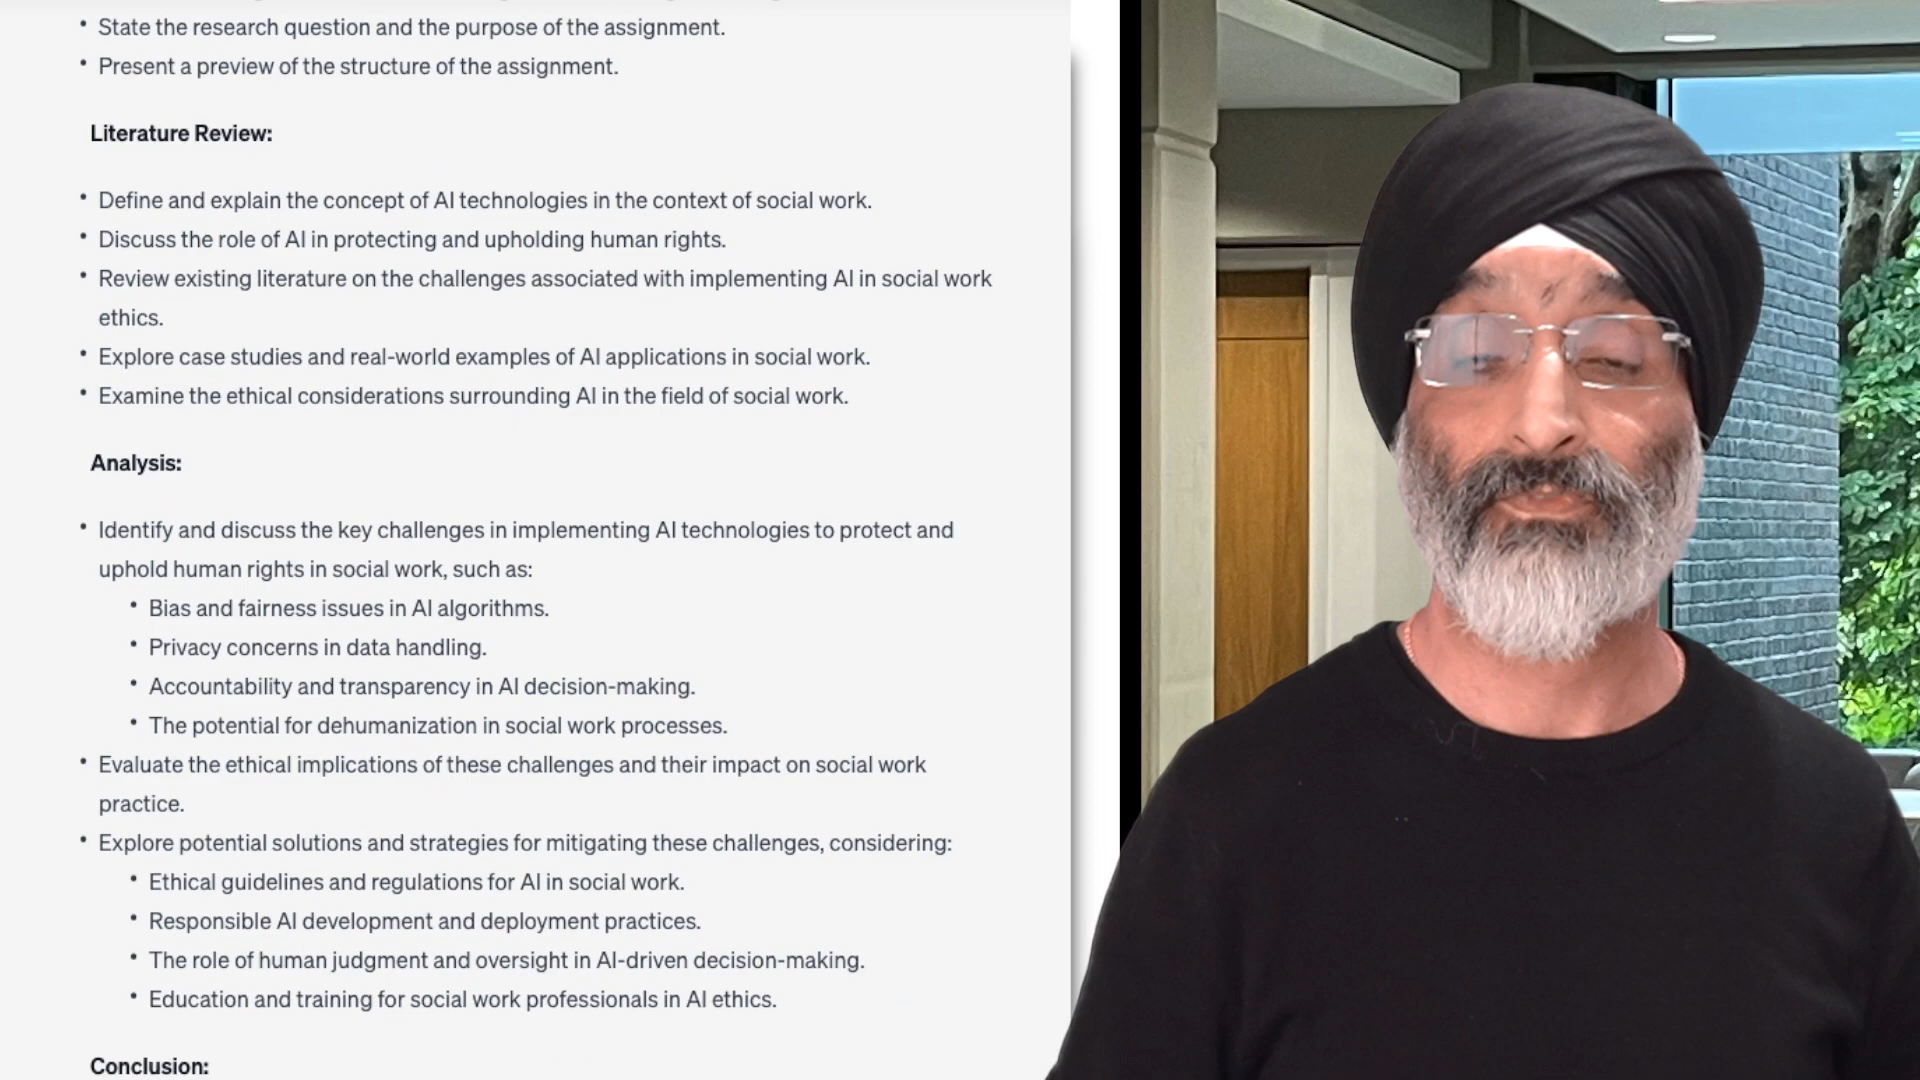 • State the research question and the purpose of the assignment.
• Present a preview of the structure of the assignment.
Literature Review:
• Define and explain the concept of AI technologies in the context of social work.
• Discuss the role of AI in protecting and upholding human rights.
• Review existing literature on the challenges associated with implementing AI in social work
ethics.
• Explore case studies and real-world examples of AI applications in social work.
• Examine the ethical considerations surrounding AI in the field of social work.
Analysis:
• Identify and discuss the key challenges in implementing AI technologies to protect and
uphold human rights in social work, such as:
• Bias and fairness issues in AI algorithms.
• Privacy concerns in data handling.
• Accountability and transparency in AI decision-making.
• The potential for dehumanization in social work processes.
• Evaluate the ethical implications of these challenges and their impact on social work
practice.
• Explore potential solutions and strategies for mitigating these challenges, considering:
• Ethical guidelines and regulations for AI in social work.
• Responsible AI development and deployment practices.
• The role of human judgment and oversight in AI-driven decision-making.
• Education and training for social work professionals in AI ethics.
Conclusion: